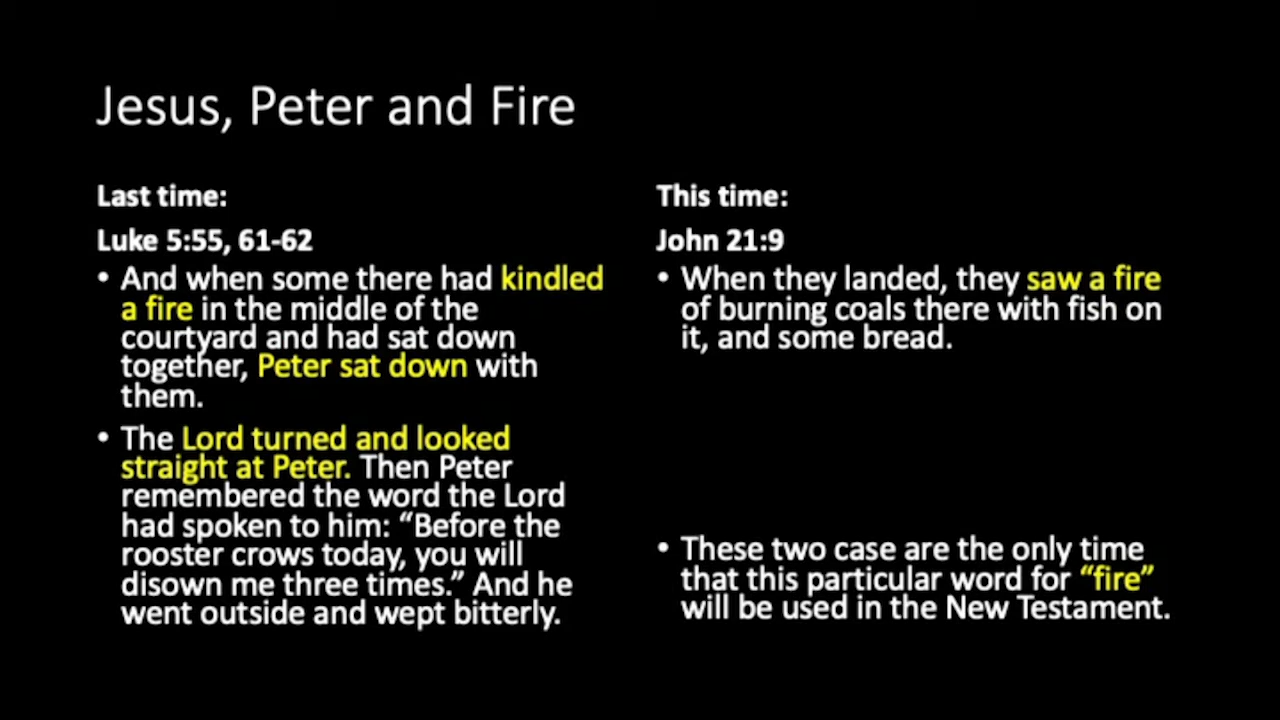 Jesus, Peter and Fire
Last time:
Luke 5:55, 61-62
• And when some there had kindled
a fire in the middle of the
courtyard and had sat down
together, Peter sat down with
them.
• The Lord turned and looked
straight at Peter. Then Peter
remembered the word the Lord
had spoken to him: “Before the
rooster crows today, you will
disown me three times.” And he
went outside and wept bitterly.
This time:
John 21:9
• When they landed, they saw a fire
of burning coals there with fish on
it, and some bread.
• These two case are the only time
that this particular word for “fire”
will be used in the New Testament.